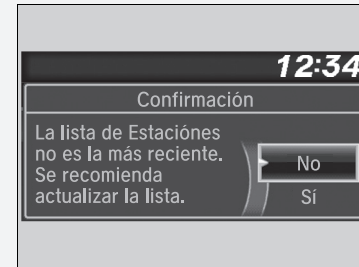 12:34
Confirmación
La lista de Estaciónes
no es la más reciente.
Se recomienda
actualizar la lista.
No
Sí